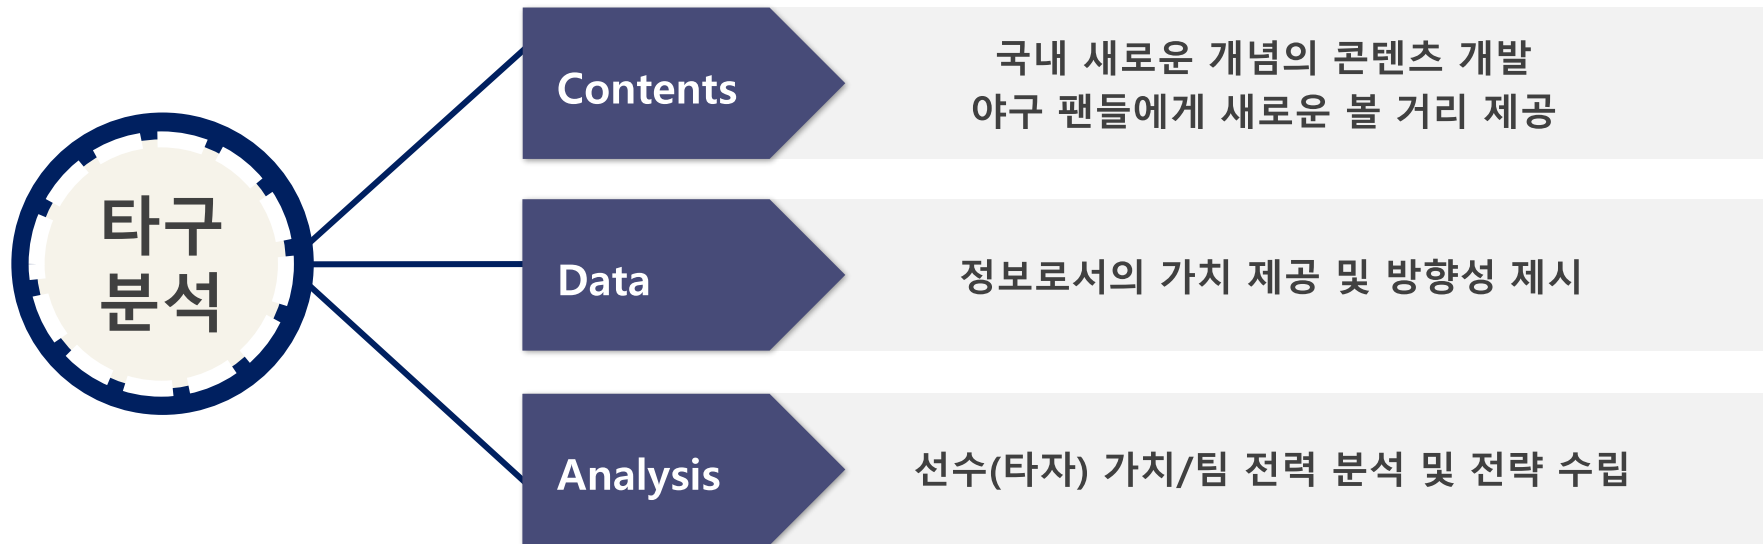 타구
분석
Contents
국내 새로운 개념의 콘텐츠 개발
야구 팬들에게 새로운 볼 거리 제공
Data
정보로서의 가치 제공 및 방향성 제시
Analysis
선수(타자) 가치/팀 전력 분석 및 전략 수립